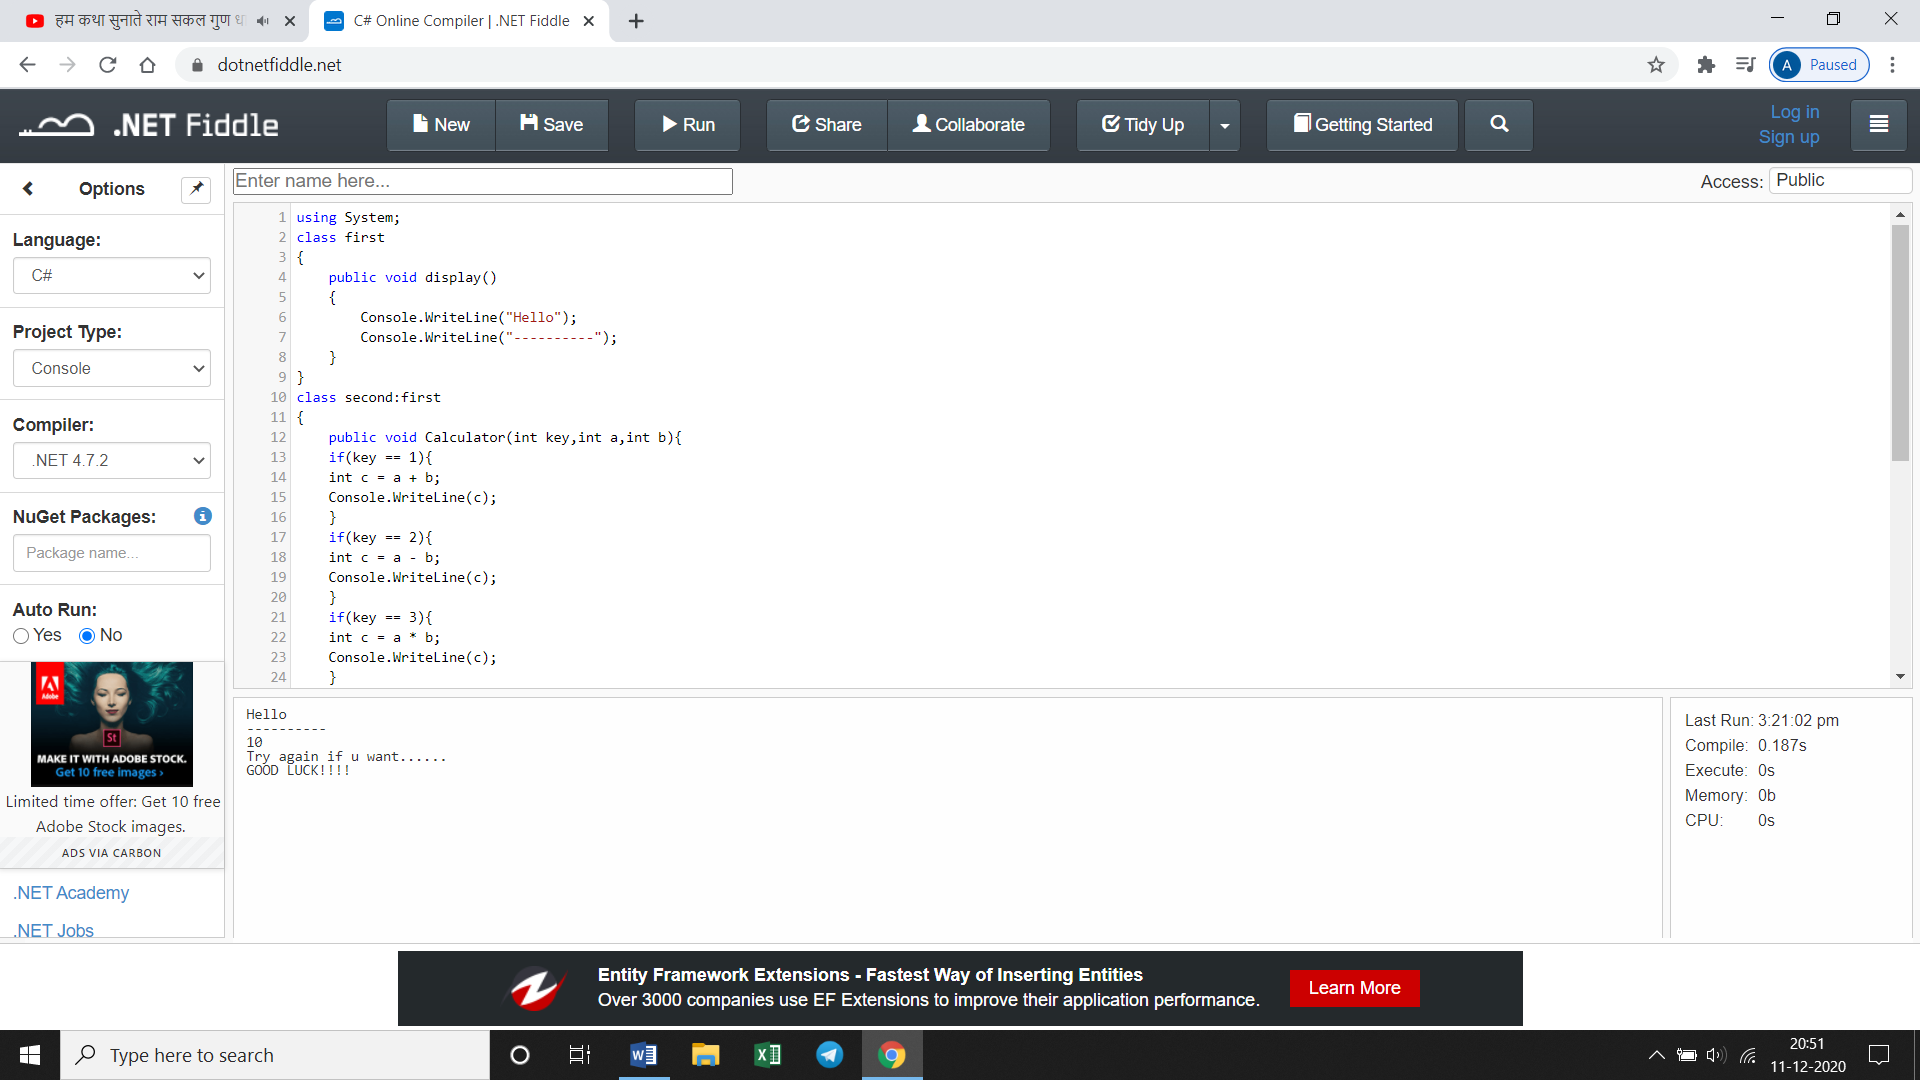 हम कथा सुनाते राम सकल गुण
C# Online Compiler | .NET Fiddle
dotnetfiddle.net
A Paused
.NET Fiddle
New
Save
Run
Share
Collaborate
Tidy Up
Getting Started
Log in
Sign up
Options
Enter name here...
Access: Public
Language:
C#
Project Type:
Console
Compiler:
.NET 4.7.2
NuGet Packages:
Package name...
Auto Run:
Yes No
1 using System;
2 class first
3 {
4 public void display()
5 {
6 Console.WriteLine("Hello");
7 Console.WriteLine("----------");
8 }
9 }
10 class second:first
11 {
12 public void Calculator(int key,int a,int b){
13 if(key == 1){
14 int c = a + b;
15 Console.WriteLine(c);
16 }
17 if(key == 2){
18 int c = a - b;
19 Console.WriteLine(c);
20 }
21 if(key == 3){
22 int c = a * b;
23 Console.WriteLine(c);
24 }
Adobe
St
MAKE IT WITH ADOBE STOCK.
Get 10 free images ›
Limited time offer: Get 10 free
Adobe Stock images.
ADS VIA CARBON
.NET Academy
.NET Jobs
Hello
----------
10
Try again if u want......
GOOD LUCK!!!!
Last Run: 3:21:02 pm
Compile: 0.187s
Execute: 0s
Memory: 0b
CPU: 0s
Entity Framework Extensions - Fastest Way of Inserting Entities
Over 3000 companies use EF Extensions to improve their application performance.
Learn More
Type here to search
20:51
11-12-2020